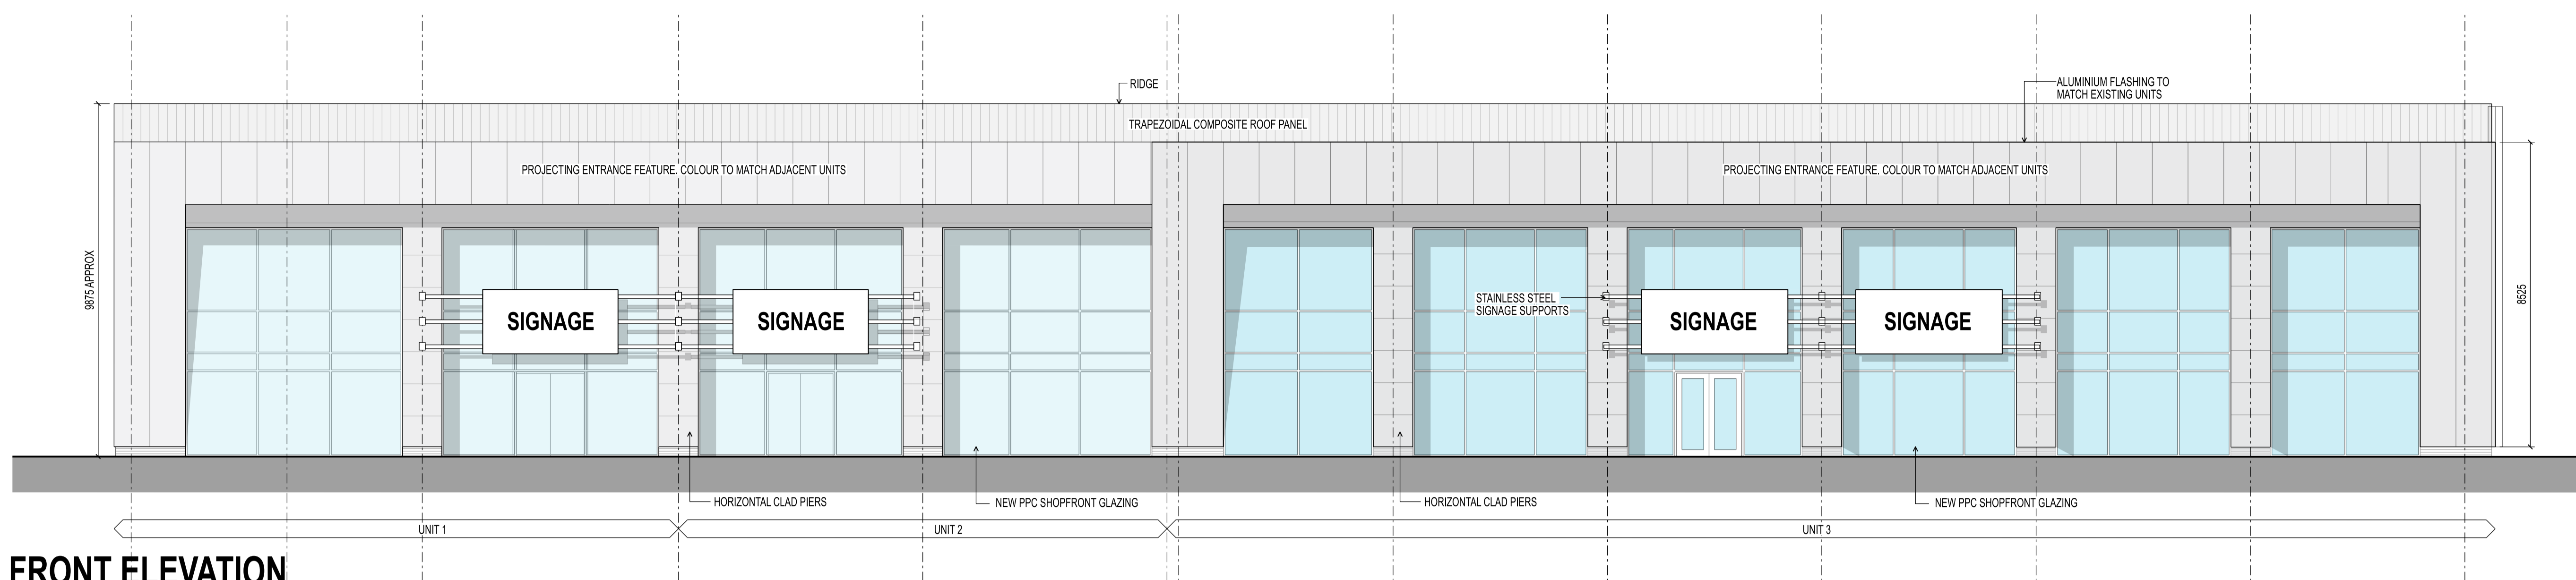 RIDGE
ALUMINIUM FLASHING TO
MATCH EXISTING UNITS
TRAPEZOIDAL COMPOSITE ROOF PANEL
PROJECTING ENTRANCE FEATURE. COLOUR TO MATCH ADJACENT UNITS
PROJECTING ENTRANCE FEATURE. COLOUR TO MATCH ADJACENT UNITS
9875 APPROX
8525
STAINLESS STEEL
SIGNAGE SUPPORTS
SIGNAGE
SIGNAGE
SIGNAGE
SIGNAGE
HORIZONTAL CLAD PIERS
NEW PPC SHOPFRONT GLAZING
HORIZONTAL CLAD PIERS
NEW PPC SHOPFRONT GLAZING
UNIT 1
UNIT 2
UNIT 3
FRONT ELEVATION